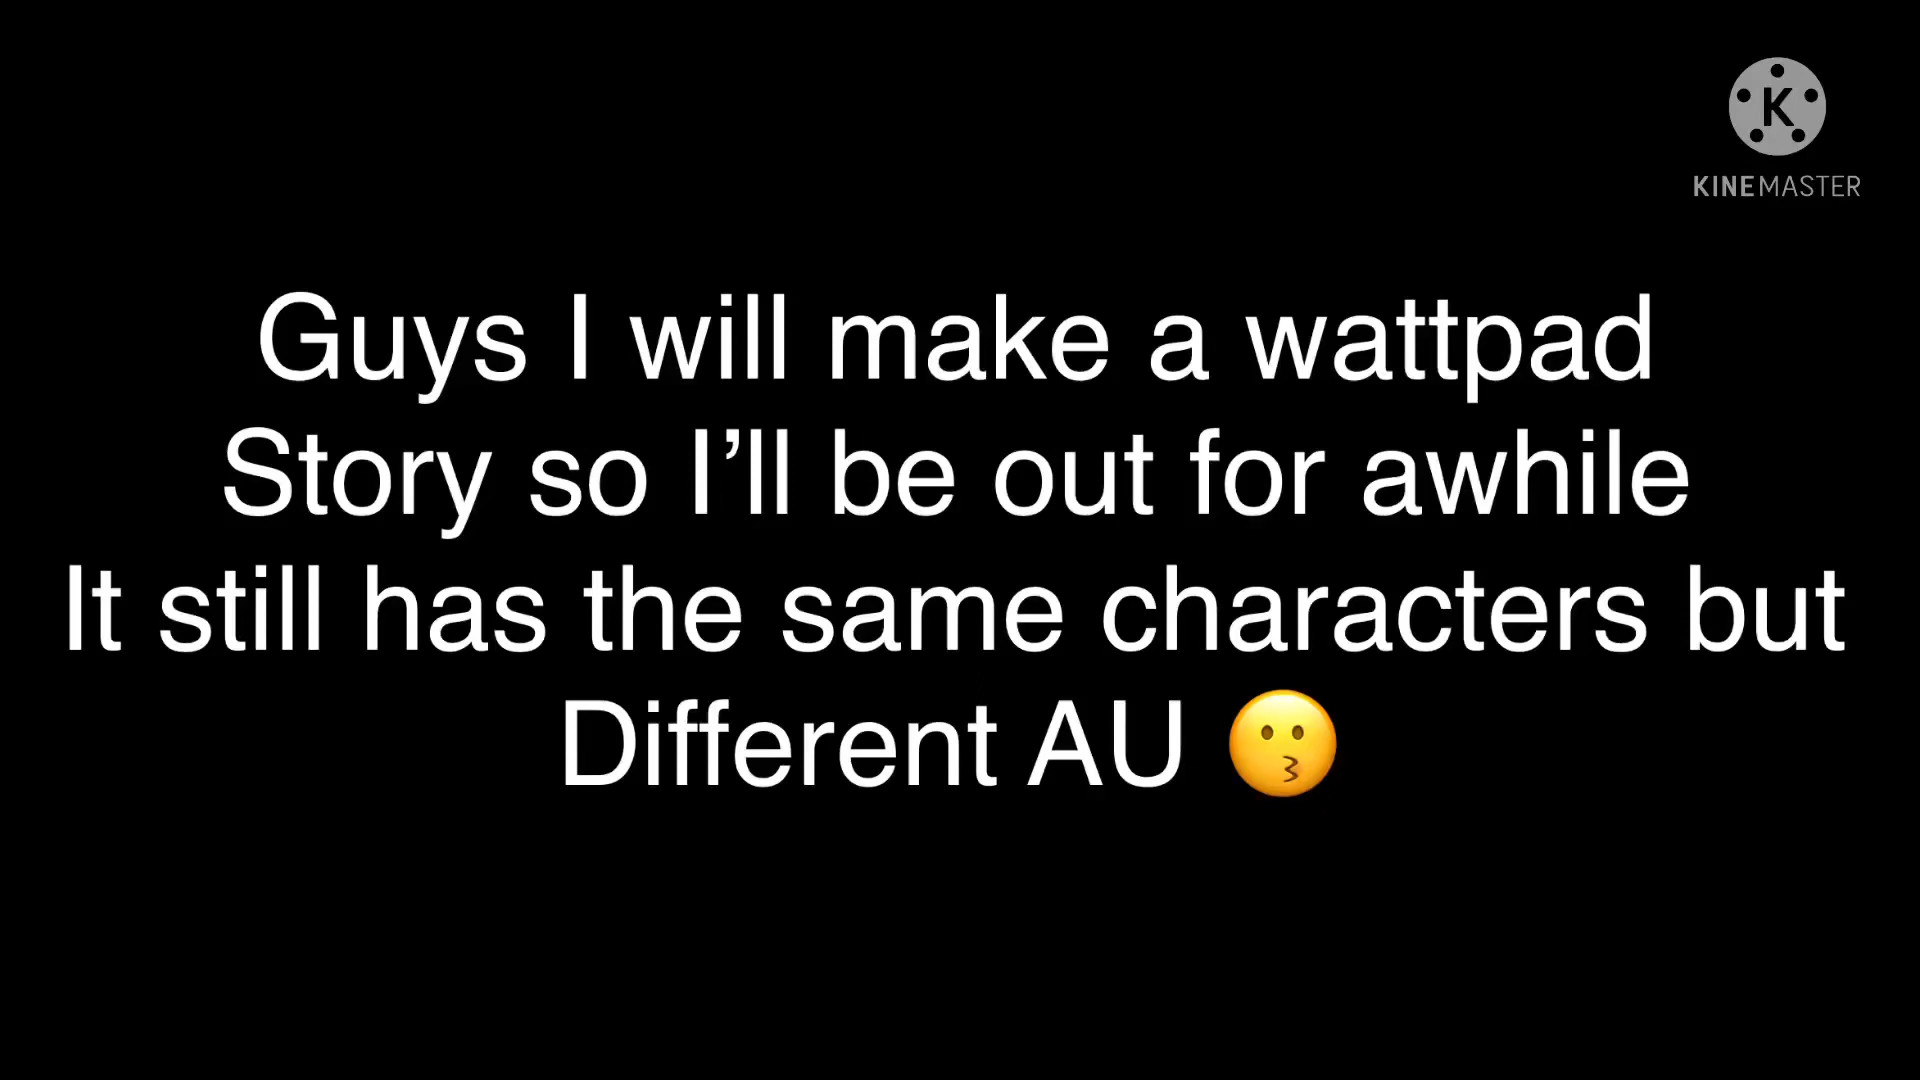 K
KINEMASTER
Guys I will make a wattpad
Story so I’ll be out for awhile
It still has the same characters but
Different AU 😗